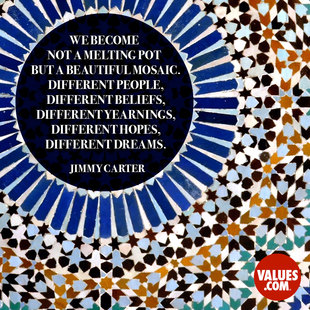 WE BECOME
NOT A MELTING POT
BUT A BEAUTIFUL MOSAIC.
DIFFERENT PEOPLE,
DIFFERENT BELIEFS,
DIFFERENT YEARNINGS,
DIFFERENT HOPES,
DIFFERENT DREAMS.
JIMMY CARTER
VALUES
.COM